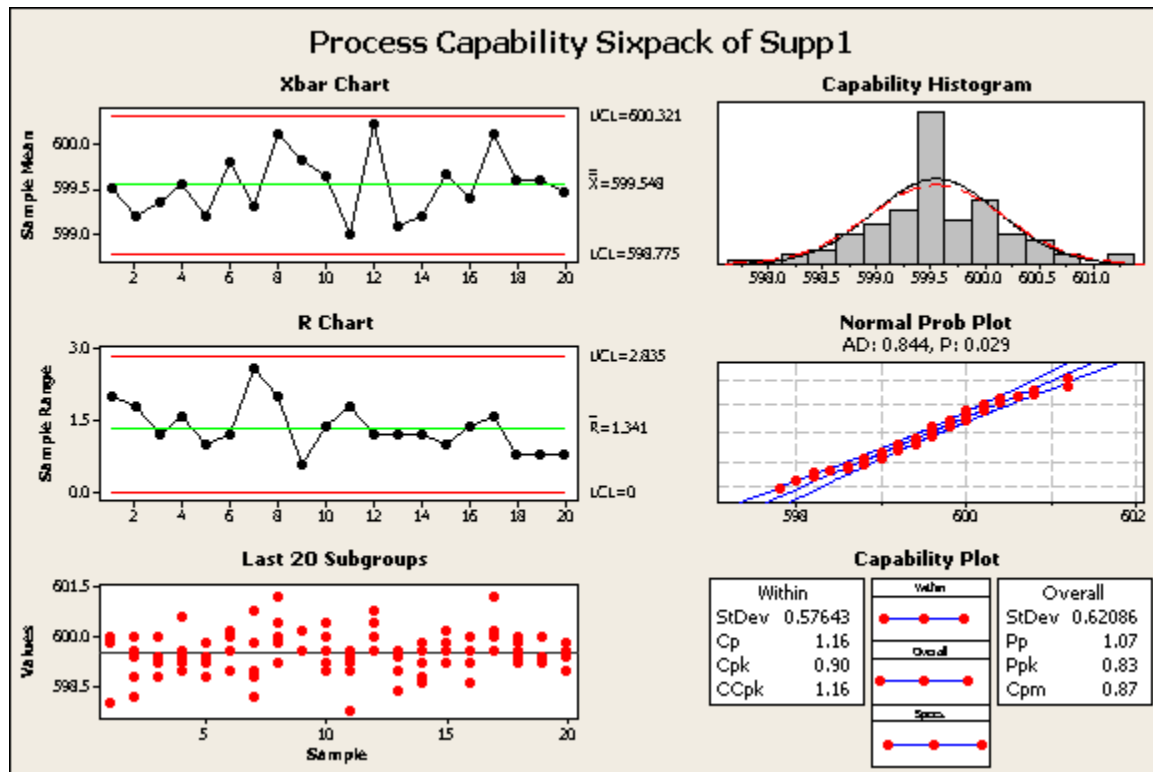 Process Capability Sixpack of Supp1
Xbar Chart
Sample Mean
600.0
599.5
599.0
UCL=600.321
X=599.548
LCL=598.775
2 4 6 8 10 12 14 16 18 20
Capability Histogram
598.0 598.5 599.0 599.5 600.0 600.5 601.0
R Chart
Sample Range
3.0
1.5
0.0
UCL=2.835
R=1.341
LCL=0
2 4 6 8 10 12 14 16 18 20
Normal Prob Plot
AD: 0.844, P: 0.029
598 600 602
Last 20 Subgroups
Values
601.5
600.0
598.5
5 10 15 20
Sample
Capability Plot
Within
StDev 0.57643
Cp 1.16
Cpk 0.90
CCpk 1.16
Within
Overall
Specs
Overall
StDev 0.62086
Pp 1.07
Ppk 0.83
Cpm 0.87